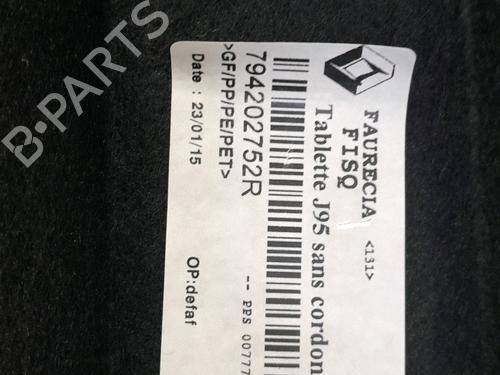 FAURECIA <131>
FISQ
Tablette J95 sans cordon
794202752R -- PPS 00777
>GF/PP/PE/PET>
Date : 23/01/15 OP:defaf
B-PARTS